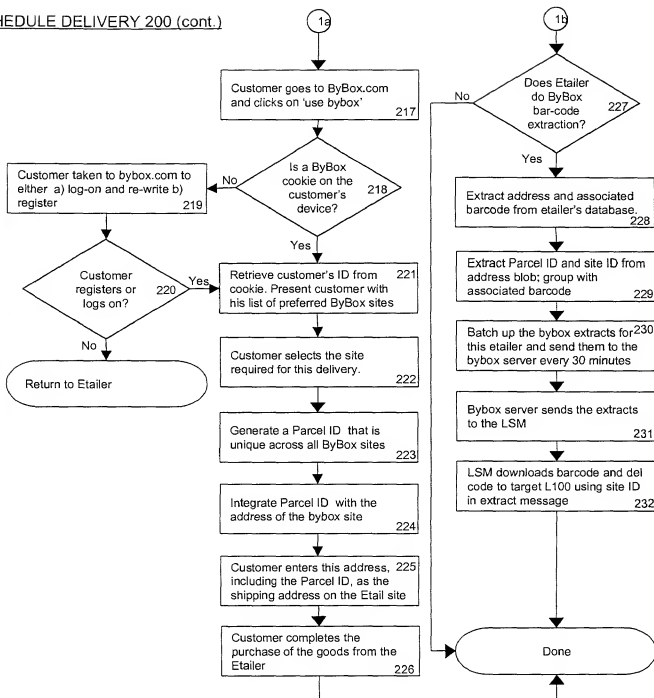 HEDULE DELIVERY 200 (cont.)
1a
Customer goes to ByBox.com
and clicks on 'use bybox'
217
Is a ByBox
cookie on the
customer's
device?
218
No
Yes
Customer taken to bybox.com to
either a) log-on and re-write b)
register
219
Customer
registers or
logs on?
220
Yes
No
Return to Etailer
Retrieve customer's ID from 221
cookie. Present customer with
his list of preferred ByBox sites
Customer selects the site
required for this delivery.
222
Generate a Parcel ID that is
unique across all ByBox sites
223
Integrate Parcel ID with the
address of the bybox site
224
Customer enters this address, 225
including the Parcel ID, as the
shipping address on the Etail site
Customer completes the
purchase of the goods from the
Etailer
226
1b
Does Etailer
do ByBox
bar-code
extraction?
227
No
Yes
Extract address and associated
barcode from etailer's database.
228
Extract Parcel ID and site ID from
address blob; group with
associated barcode
229
Batch up the bybox extracts for 230
this etailer and send them to the
bybox server every 30 minutes
Bybox server sends the extracts
to the LSM
231
LSM downloads barcode and del
code to target L100 using site ID
in extract message
232
Done